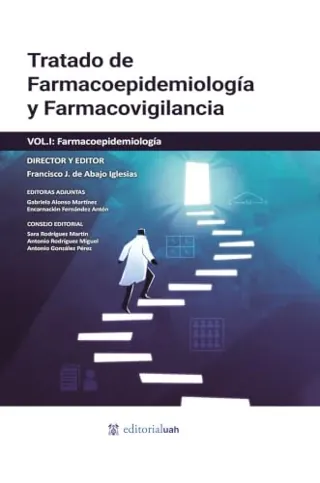 Tratado de
Farmacoepidemiología
y Farmacovigilancia
VOL.I: Farmacoepidemiología
DIRECTOR Y EDITOR
Francisco J. de Abajo Iglesias
EDITORAS ADJUNTAS
Gabriela Alonso Martínez
Encarnación Fernández Antón
CONSEJO EDITORIAL
Sara Rodríguez Martín
Antonio Rodríguez Miguel
Antonio González Pérez
editorialuah